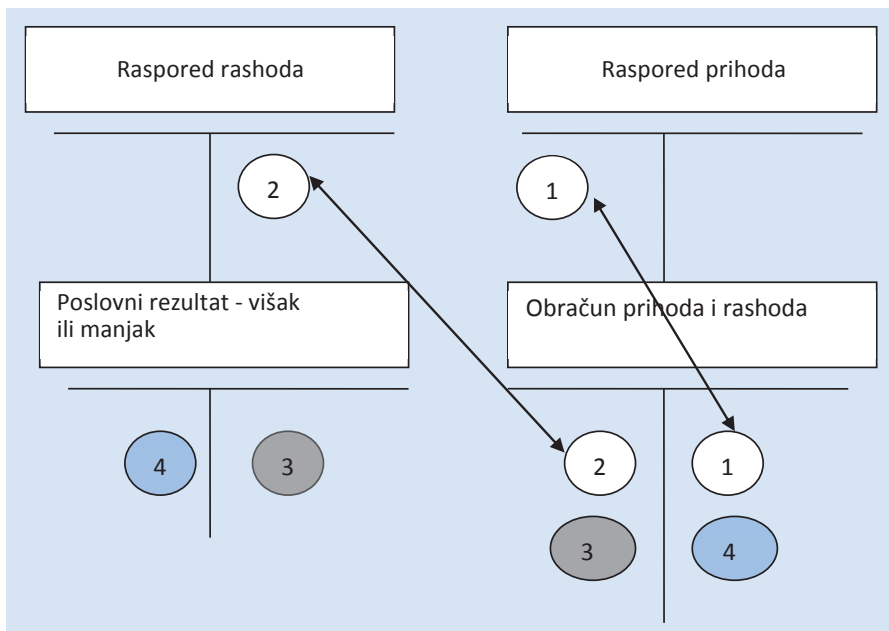 Raspored rashoda
Raspored prihoda
2
1
Poslovni rezultat - višak
ili manjak
Obračun prihoda i rashoda
4
3
2
1
3
4